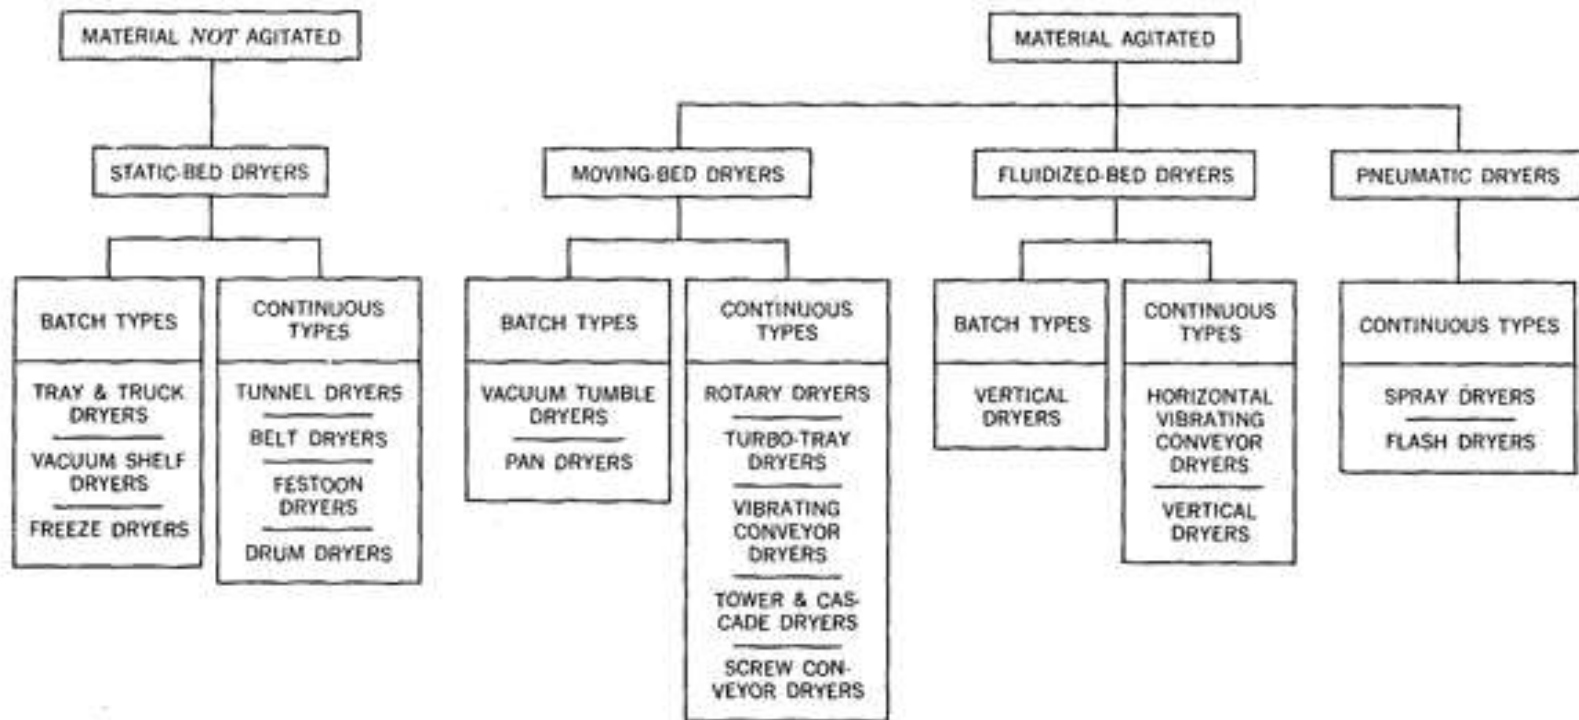 MATERIAL NOT AGITATED
MATERIAL AGITATED
STATIC-BED DRYERS
MOVING-BED DRYERS
FLUIDIZED-BED DRYERS
PNEUMATIC DRYERS
BATCH TYPES
TRAY & TRUCK
DRYERS
VACUUM SHELF
DRYERS
FREEZE DRYERS
CONTINUOUS
TYPES
TUNNEL DRYERS
BELT DRYERS
FESTOON
DRYERS
DRUM DRYERS
BATCH TYPES
VACUUM TUMBLE
DRYERS
PAN DRYERS
CONTINUOUS
TYPES
ROTARY DRYERS
TURBO-TRAY
DRYERS
VIBRATING
CONVEYOR
DRYERS
TOWER & CAS-
CADE DRYERS
SCREW CON-
VEYOR DRYERS
BATCH TYPES
VERTICAL
DRYERS
CONTINUOUS
TYPES
HORIZONTAL
VIBRATING
CONVEYOR
DRYERS
VERTICAL
DRYERS
CONTINUOUS TYPES
SPRAY DRYERS
FLASH DRYERS